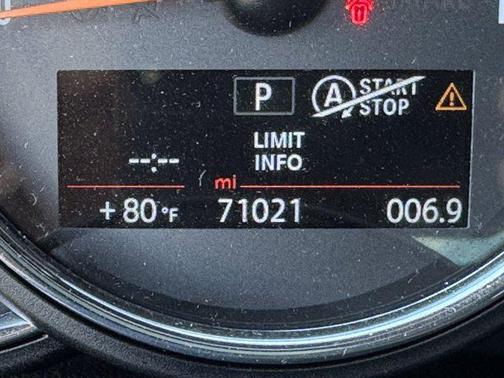 P (A) START
STOP
LIMIT
--:-- INFO
mi
+80 °F 71021 006.9